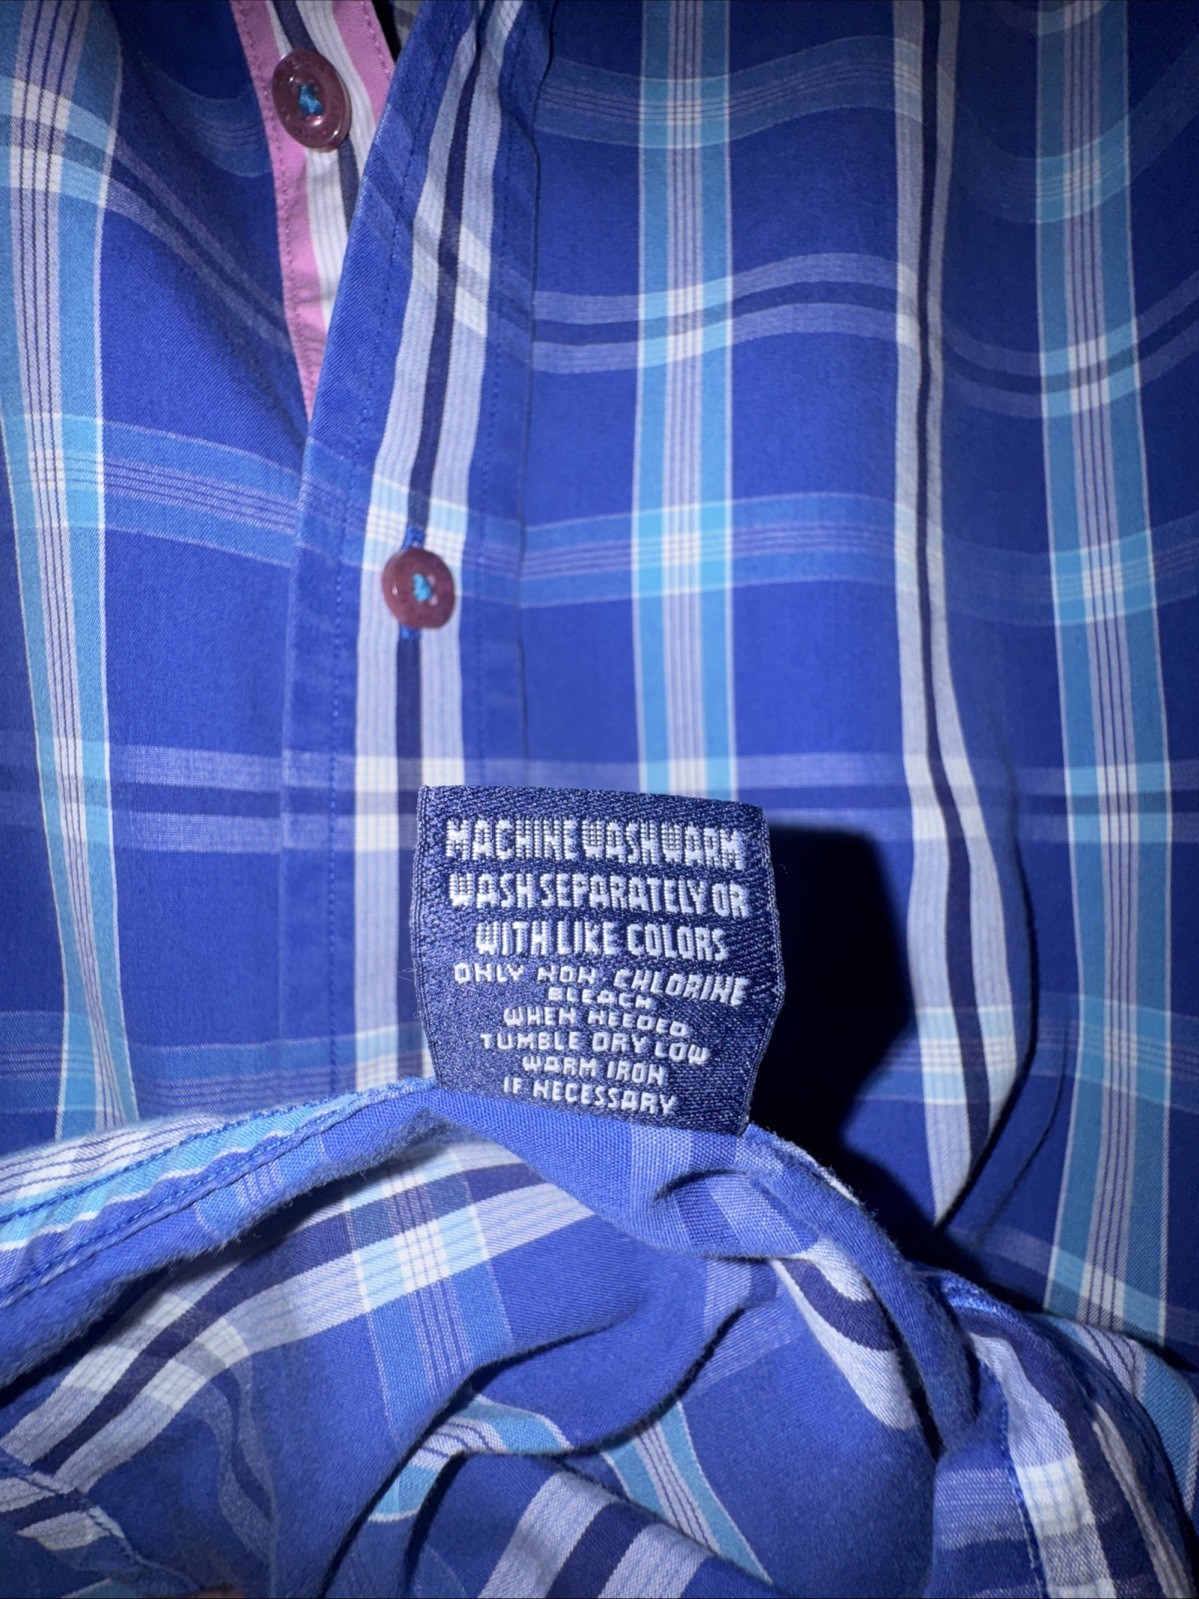 MACHINE WASH WARM
WASH SEPARATELY OR
WITH LIKE COLORS
ONLY NON-CHLORINE
BLEACH
WHEN NEEDED
TUMBLE DRY LOW
WARM IRON
IF NECESSARY